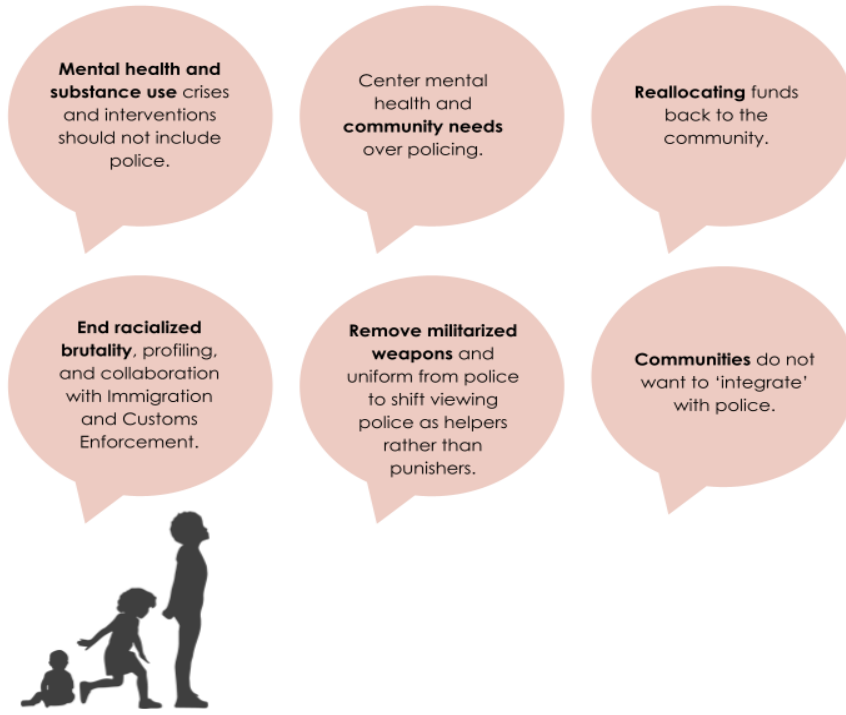 Mental health and
substance use crises
and interventions
should not include
police.
Center mental
health and
community needs
over policing.
Reallocating funds
back to the
community.
End racialized
brutality, profiling,
and collaboration
with Immigration
and Customs
Enforcement.
Remove militarized
weapons and
uniform from police
to shift viewing
police as helpers
rather than
punishers.
Communities do not
want to ‘integrate’
with police.